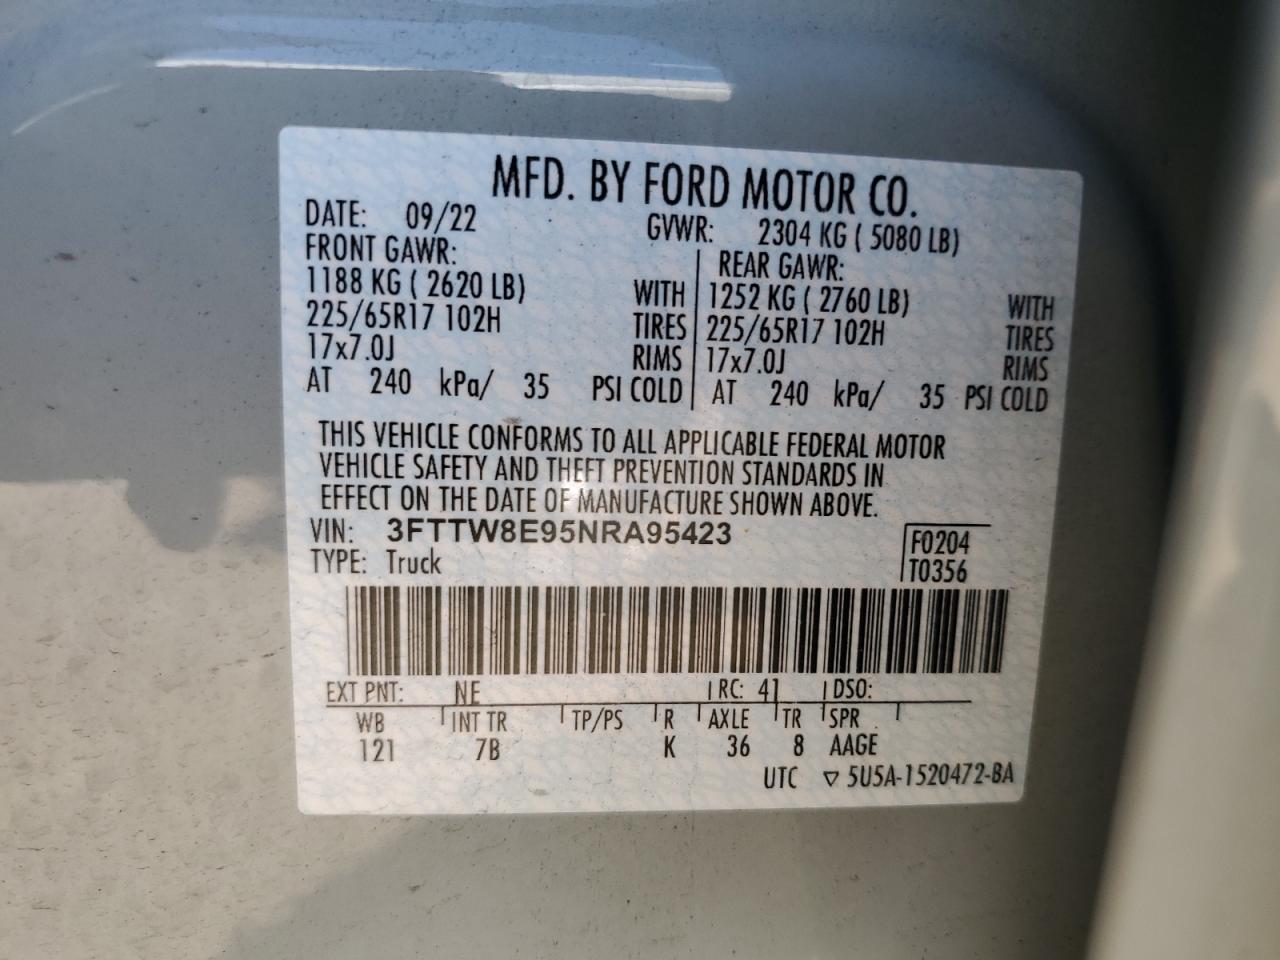 MFD. BY FORD MOTOR CO.
DATE: 09/22 GVWR: 2304 KG ( 5080 LB)
FRONT GAWR: REAR GAWR:
1188 KG ( 2620 LB) WITH 1252 KG ( 2760 LB) WITH
225/65R17 102H TIRES 225/65R17 102H TIRES
17x7.0J RIMS 17x7.0J RIMS
AT 240 kPa/ 35 PSI COLD AT 240 kPa/ 35 PSI COLD
THIS VEHICLE CONFORMS TO ALL APPLICABLE FEDERAL MOTOR
VEHICLE SAFETY AND THEFT PREVENTION STANDARDS IN
EFFECT ON THE DATE OF MANUFACTURE SHOWN ABOVE.
VIN: 3FTTW8E95NRA95423 F0204
TYPE: Truck T0356
EXT PNT: NE RC: 41 DSO:
WB INT TR TP/PS R AXLE TR SPR
121 7B K 36 8 AAGE
UTC ▽ 5U5A-1520472-BA